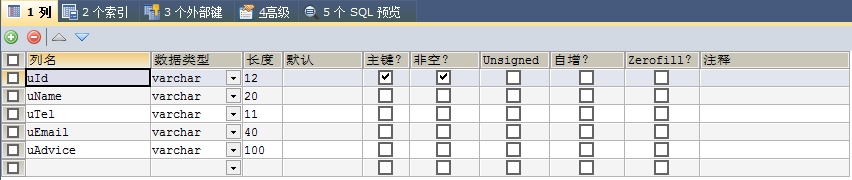 1 列 2 个索引 3 个外部键 4高级 5 个 SQL 预览
列名 数据类型 长度 默认 主键? 非空? Unsigned 自增? Zerofill? 注释
uId varchar 12
uName varchar 20
uTel varchar 11
uEmail varchar 40
uAdvice varchar 100